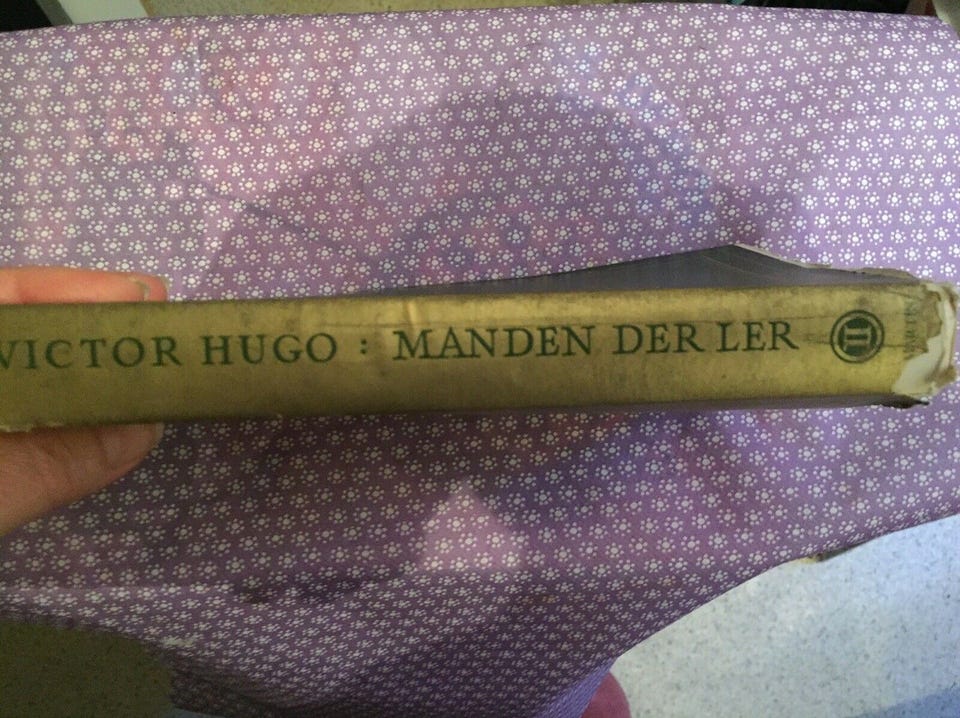 VICTOR HUGO : MANDEN DER LER
II